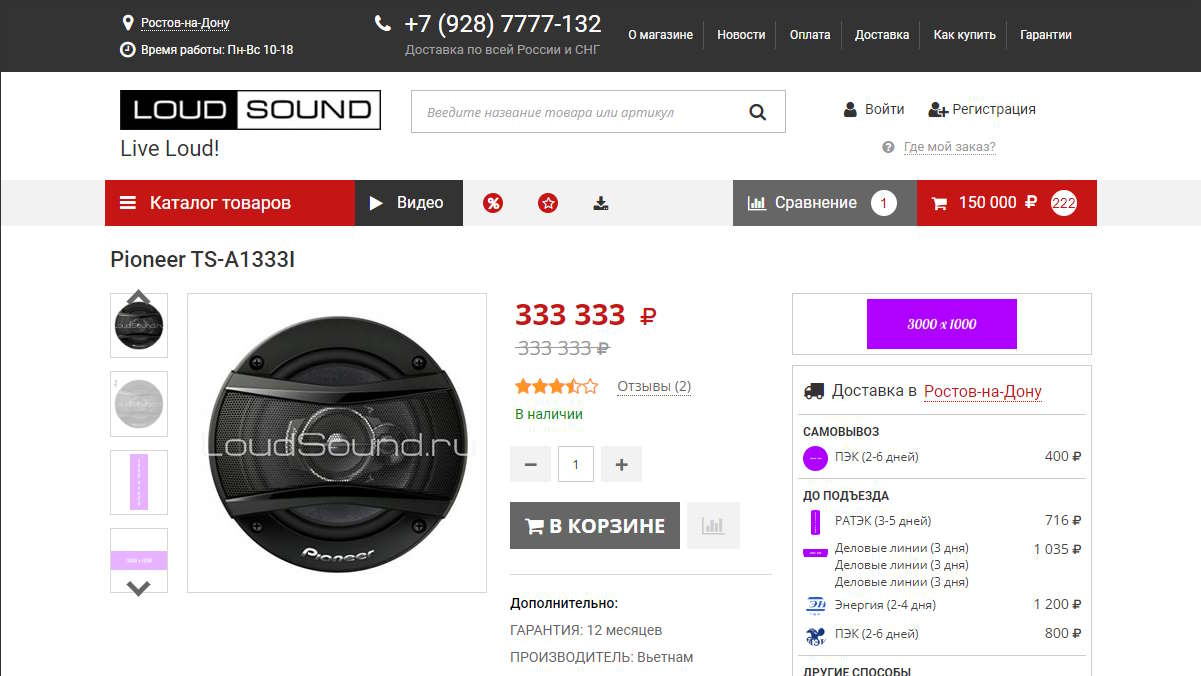 Ростов-на-Дону
Время работы: Пн-Вс 10-18
+7 (928) 7777-132
Доставка по всей России и СНГ
О магазине
Новости
Оплата
Доставка
Как купить
Гарантии
LOUD SOUND
Live Loud!
Введите название товара или артикул
Войти
Регистрация
Где мой заказ?
Каталог товаров
Видео
Сравнение 1
150 000 ₽ 222
Pioneer TS-A1333I
LoudSound.ru
LoudSound.ru
Pioneer
333 333 ₽
333 333 ₽
Отзывы (2)
В наличии
− 1 +
В КОРЗИНЕ
Дополнительно:
ГАРАНТИЯ: 12 месяцев
ПРОИЗВОДИТЕЛЬ: Вьетнам
3000 x 1000
Доставка в Ростов-на-Дону
САМОВЫВОЗ
ПЭК (2-6 дней) 400 ₽
ДО ПОДЪЕЗДА
РАТЭК (3-5 дней) 716 ₽
Деловые линии (3 дня) 1 035 ₽
Деловые линии (3 дня)
Деловые линии (3 дня)
Энергия (2-4 дня) 1 200 ₽
ПЭК (2-6 дней) 800 ₽
ДРУГИЕ СПОСОБЫ